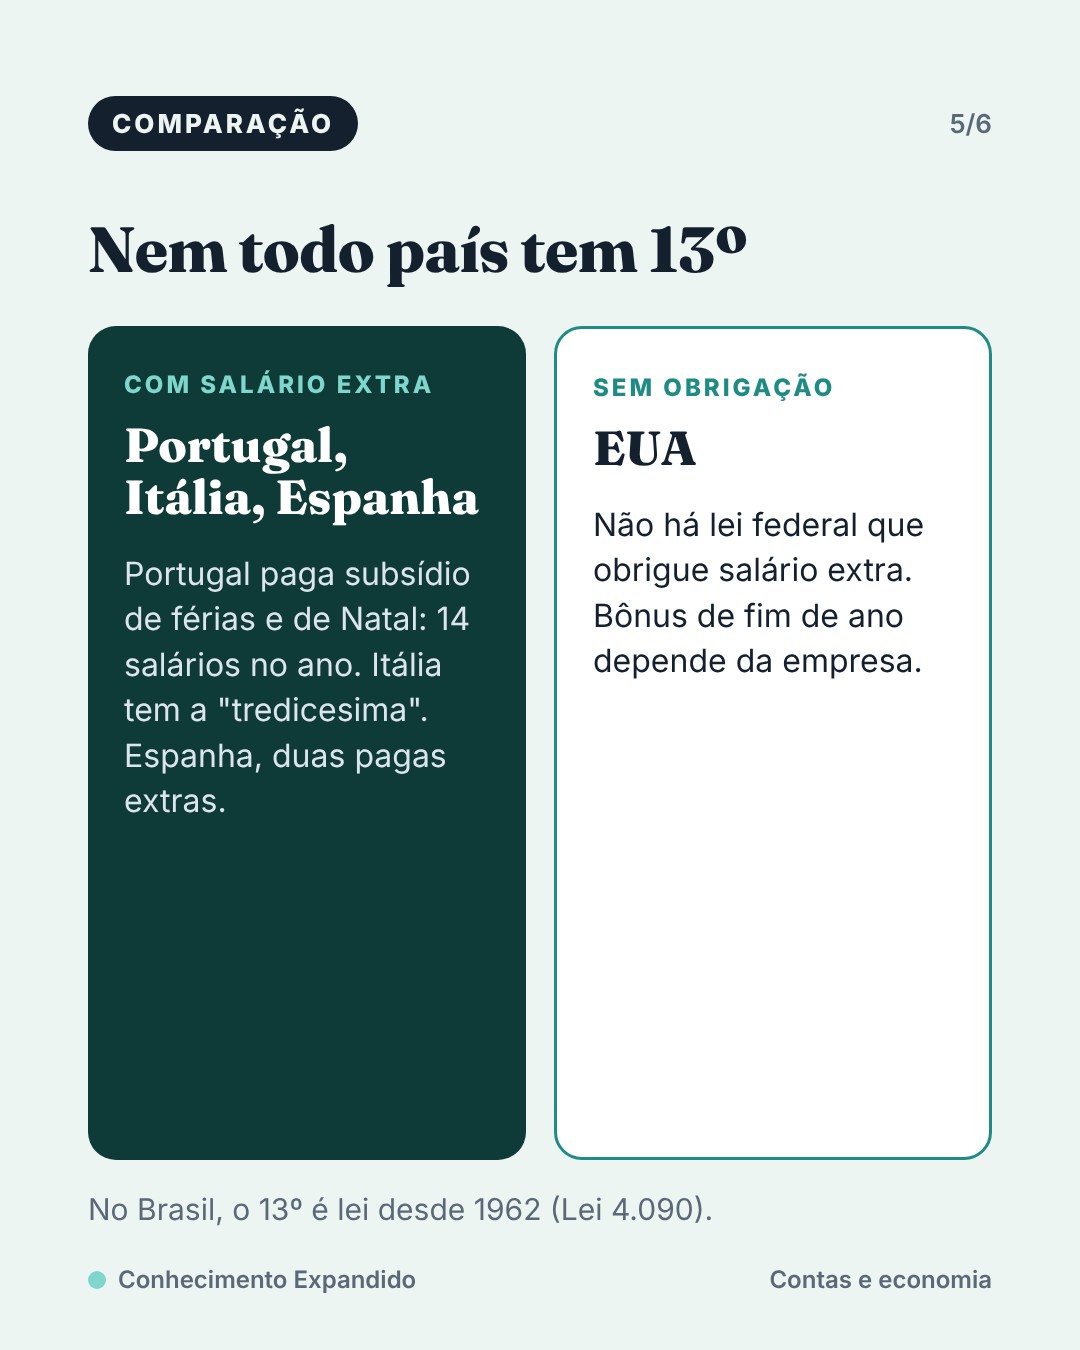 COMPARAÇÃO
5/6
Nem todo país tem 13º
COM SALÁRIO EXTRA
Portugal,
Itália, Espanha
Portugal paga subsídio
de férias e de Natal: 14
salários no ano. Itália
tem a "tredicesima".
Espanha, duas pagas
extras.
SEM OBRIGAÇÃO
EUA
Não há lei federal que
obrigue salário extra.
Bônus de fim de ano
depende da empresa.
No Brasil, o 13º é lei desde 1962 (Lei 4.090).
Conhecimento Expandido
Contas e economia